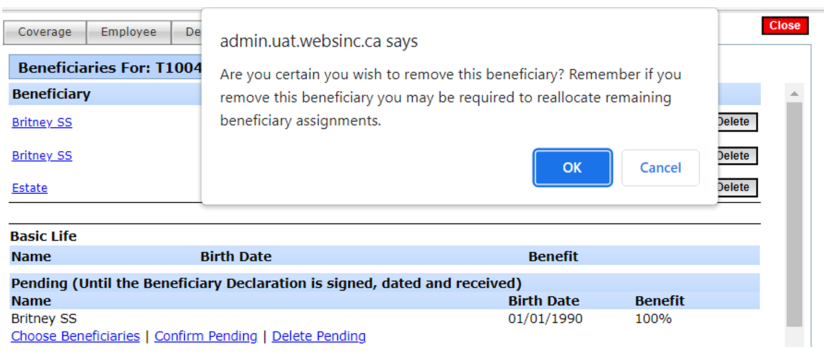 Coverage Employee De Close
admin.uat.websinc.ca says
Are you certain you wish to remove this beneficiary? Remember if you
remove this beneficiary you may be required to reallocate remaining
beneficiary assignments.
OK Cancel
Beneficiaries For: T1004
Beneficiary
Britney SS Delete
Britney SS Delete
Estate Delete
Basic Life
Name Birth Date Benefit
Pending (Until the Beneficiary Declaration is signed, dated and received)
Name Birth Date Benefit
Britney SS 01/01/1990 100%
Choose Beneficiaries | Confirm Pending | Delete Pending